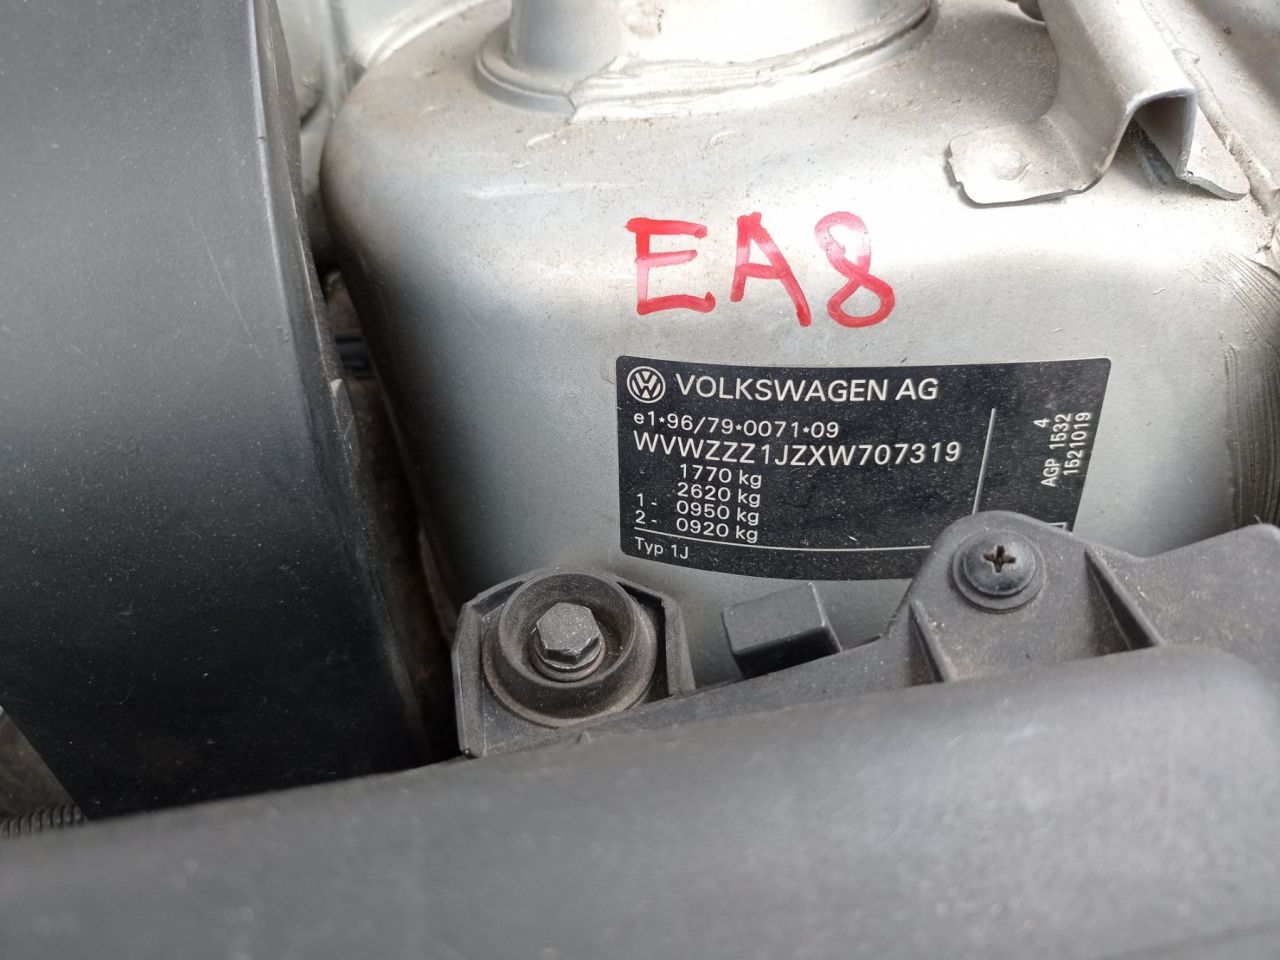 EA8
VOLKSWAGEN AG
e1*96/79*0071*09
WVWZZZ1JZXW707319
1770 kg
2620 kg
1 - 0950 kg
2 - 0920 kg
Typ 1J
4
AGP 1532
1521019